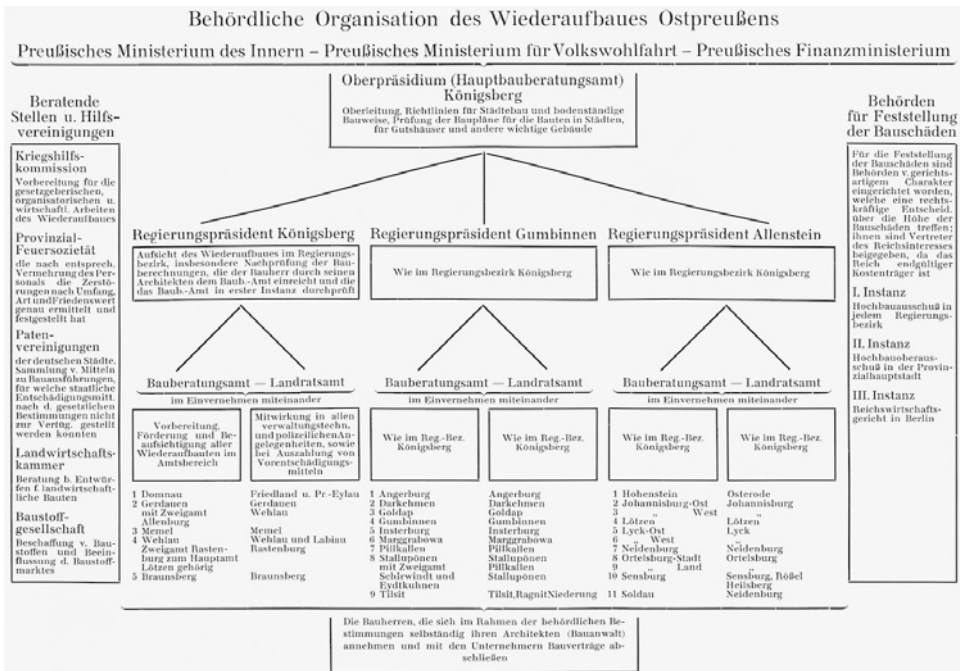 Behördliche Organisation des Wiederaufbaues Ostpreußens
Preußisches Ministerium des Innern – Preußisches Ministerium für Volkswohlfahrt – Preußisches Finanzministerium
Oberpräsidium (Hauptbauberatungsamt)
Königsberg
Oberleitung, Richtlinien für Städtebau und bodenständige
Bauweise, Prüfung der Baupläne für die Bauten in Städten,
für Gutshäuser und andere wichtige Gebäude
Beratende
Stellen u. Hilfs-
vereinigungen
Kriegshilfs-
kommission
Vorbereitung für die
gesetzgeberischen,
organisatorischen u.
wirtschaftl. Arbeiten
des Wiederaufbaues
Provinzial-
Feuersozietät
die nach entsprech.
Vermehrung des Per-
sonals die Zerstö-
rungen nach Umfang,
Art und Friedenswert
genau ermittelt und
festgestellt hat
Paten-
vereinigungen
der deutschen Städte.
Sammlung v. Mitteln
zu Bauausführungen,
für welche staatliche
Entschädigungsmitt.
nach d. gesetzlichen
Bestimmungen nicht
zur Verfüg. gestellt
werden konnten
Landwirtschafts-
kammer
Beratung b. Entwür-
fen f. landwirtschaft-
liche Bauten
Baustoff-
gesellschaft
Beschaffung v. Bau-
stoffen und Beein-
flussung d. Baustoff-
marktes
Regierungspräsident Königsberg
Aufsicht des Wiederaufbaues im Regierungs-
bezirk, insbesondere Nachprüfung der Bau-
berechnungen, die der Bauherr durch seinen
Architekten dem Baub.-Amt einreicht und die
das Baub.-Amt in erster Instanz durchprüft
Bauberatungsamt — Landratsamt
im Einvernehmen miteinander
Vorbereitung,
Förderung und Be-
aufsichtigung aller
Wiederaufbauten im
Amtsbereich
Mitwirkung in allen
verwaltungstechn.
und polizeilichen An-
gelegenheiten, sowie
bei Auszahlung von
Vorentschädigungs-
mitteln
1 Domnau Friedland u. Pr.-Eylau
2 Gerdauen Gerdauen
mit Zweigamt Wehlau
Allenburg
3 Memel Memel
4 Wehlau Wehlau und Labiau
Zweigamt Rasten- Rastenburg
burg zum Hauptamt
Lötzen gehörig
5 Braunsberg Braunsberg
Regierungspräsident Gumbinnen
Wie im Regierungsbezirk Königsberg
Bauberatungsamt — Landratsamt
im Einvernehmen miteinander
Wie im Reg.-Bez.
Königsberg
Wie im Reg.-Bez.
Königsberg
1 Angerburg Angerburg
2 Darkehmen Darkehmen
3 Goldap Goldap
4 Gumbinnen Gumbinnen
5 Insterburg Insterburg
6 Marggrabowa Marggrabowa
7 Pillkallen Pillkallen
8 Stallupönen Stallupönen
mit Zweigamt Pillkallen
Schirwindt und Stallupönen
Eydtkuhnen
9 Tilsit Tilsit, Ragnit Niederung
Regierungspräsident Allenstein
Wie im Regierungsbezirk Königsberg
Bauberatungsamt — Landratsamt
im Einvernehmen miteinander
Wie im Reg.-Bez.
Königsberg
Wie im Reg.-Bez.
Königsberg
1 Hohenstein Osterode
2 Johannisburg-Ost Johannisburg
3 „ West „
4 Lötzen Lötzen
5 Lyck-Ost Lyck
6 „ West „
7 Neidenburg Neidenburg
8 Ortelsburg-Stadt Ortelsburg
9 „ Land „
10 Sensburg Sensburg, Rößel
Heilsberg
11 Soldau Neidenburg
Behörden
für Feststellung
der Bauschäden
Für die Feststellung
der Bauschäden sind
Behörden v. gerichts-
artigem Charakter
eingerichtet worden,
welche eine rechts-
kräftige Entscheid.
über die Höhe der
Bauschäden treffen;
ihnen sind Vertreter
des Reichsinteresses
beigegeben, da das
Reich endgültiger
Kostenträger ist
I. Instanz
Hochbauausschuß in
jedem Regierungs-
bezirk
II. Instanz
Hochbauoberaus-
schuß in der Provin-
zialhauptstadt
III. Instanz
Reichswirtschafts-
gericht in Berlin
Die Bauherren, die sich im Rahmen der behördlichen Be-
stimmungen selbständig ihren Architekten (Bauanwalt)
annehmen und mit den Unternehmern Bauverträge ab-
schließen